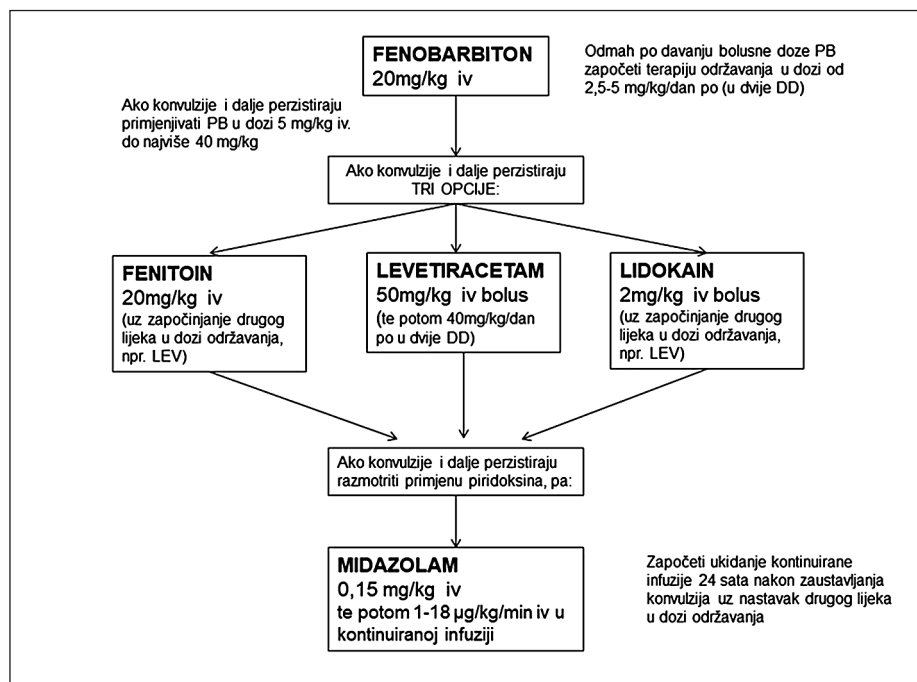 FENOBARBITON
20mg/kg iv
Odmah po davanju bolusne doze PB
započeti terapiju održavanja u dozi od
2,5-5 mg/kg/dan po (u dvije DD)
Ako konvulzije i dalje perzistiraju
primjenjivati PB u dozi 5 mg/kg iv.
do najviše 40 mg/kg
Ako konvulzije i dalje perzistiraju
TRI OPCIJE:
FENITOIN
20mg/kg iv
(uz započinjanje drugog
lijeka u dozi održavanja,
npr. LEV)
LEVETIRACETAM
50mg/kg iv bolus
(te potom 40mg/kg/dan
po u dvije DD)
LIDOKAIN
2mg/kg iv bolus
(uz započinjanje drugog
lijeka u dozi održavanja,
npr. LEV)
Ako konvulzije i dalje perzistiraju
razmotriti primjenu piridoksina, pa:
MIDAZOLAM
0,15 mg/kg iv
te potom 1-18 µg/kg/min iv u
kontinuiranoj infuziji
Započeti ukidanje kontinuirane
infuzije 24 sata nakon zaustavljanja
konvulzija uz nastavak drugog lijeka
u dozi održavanja